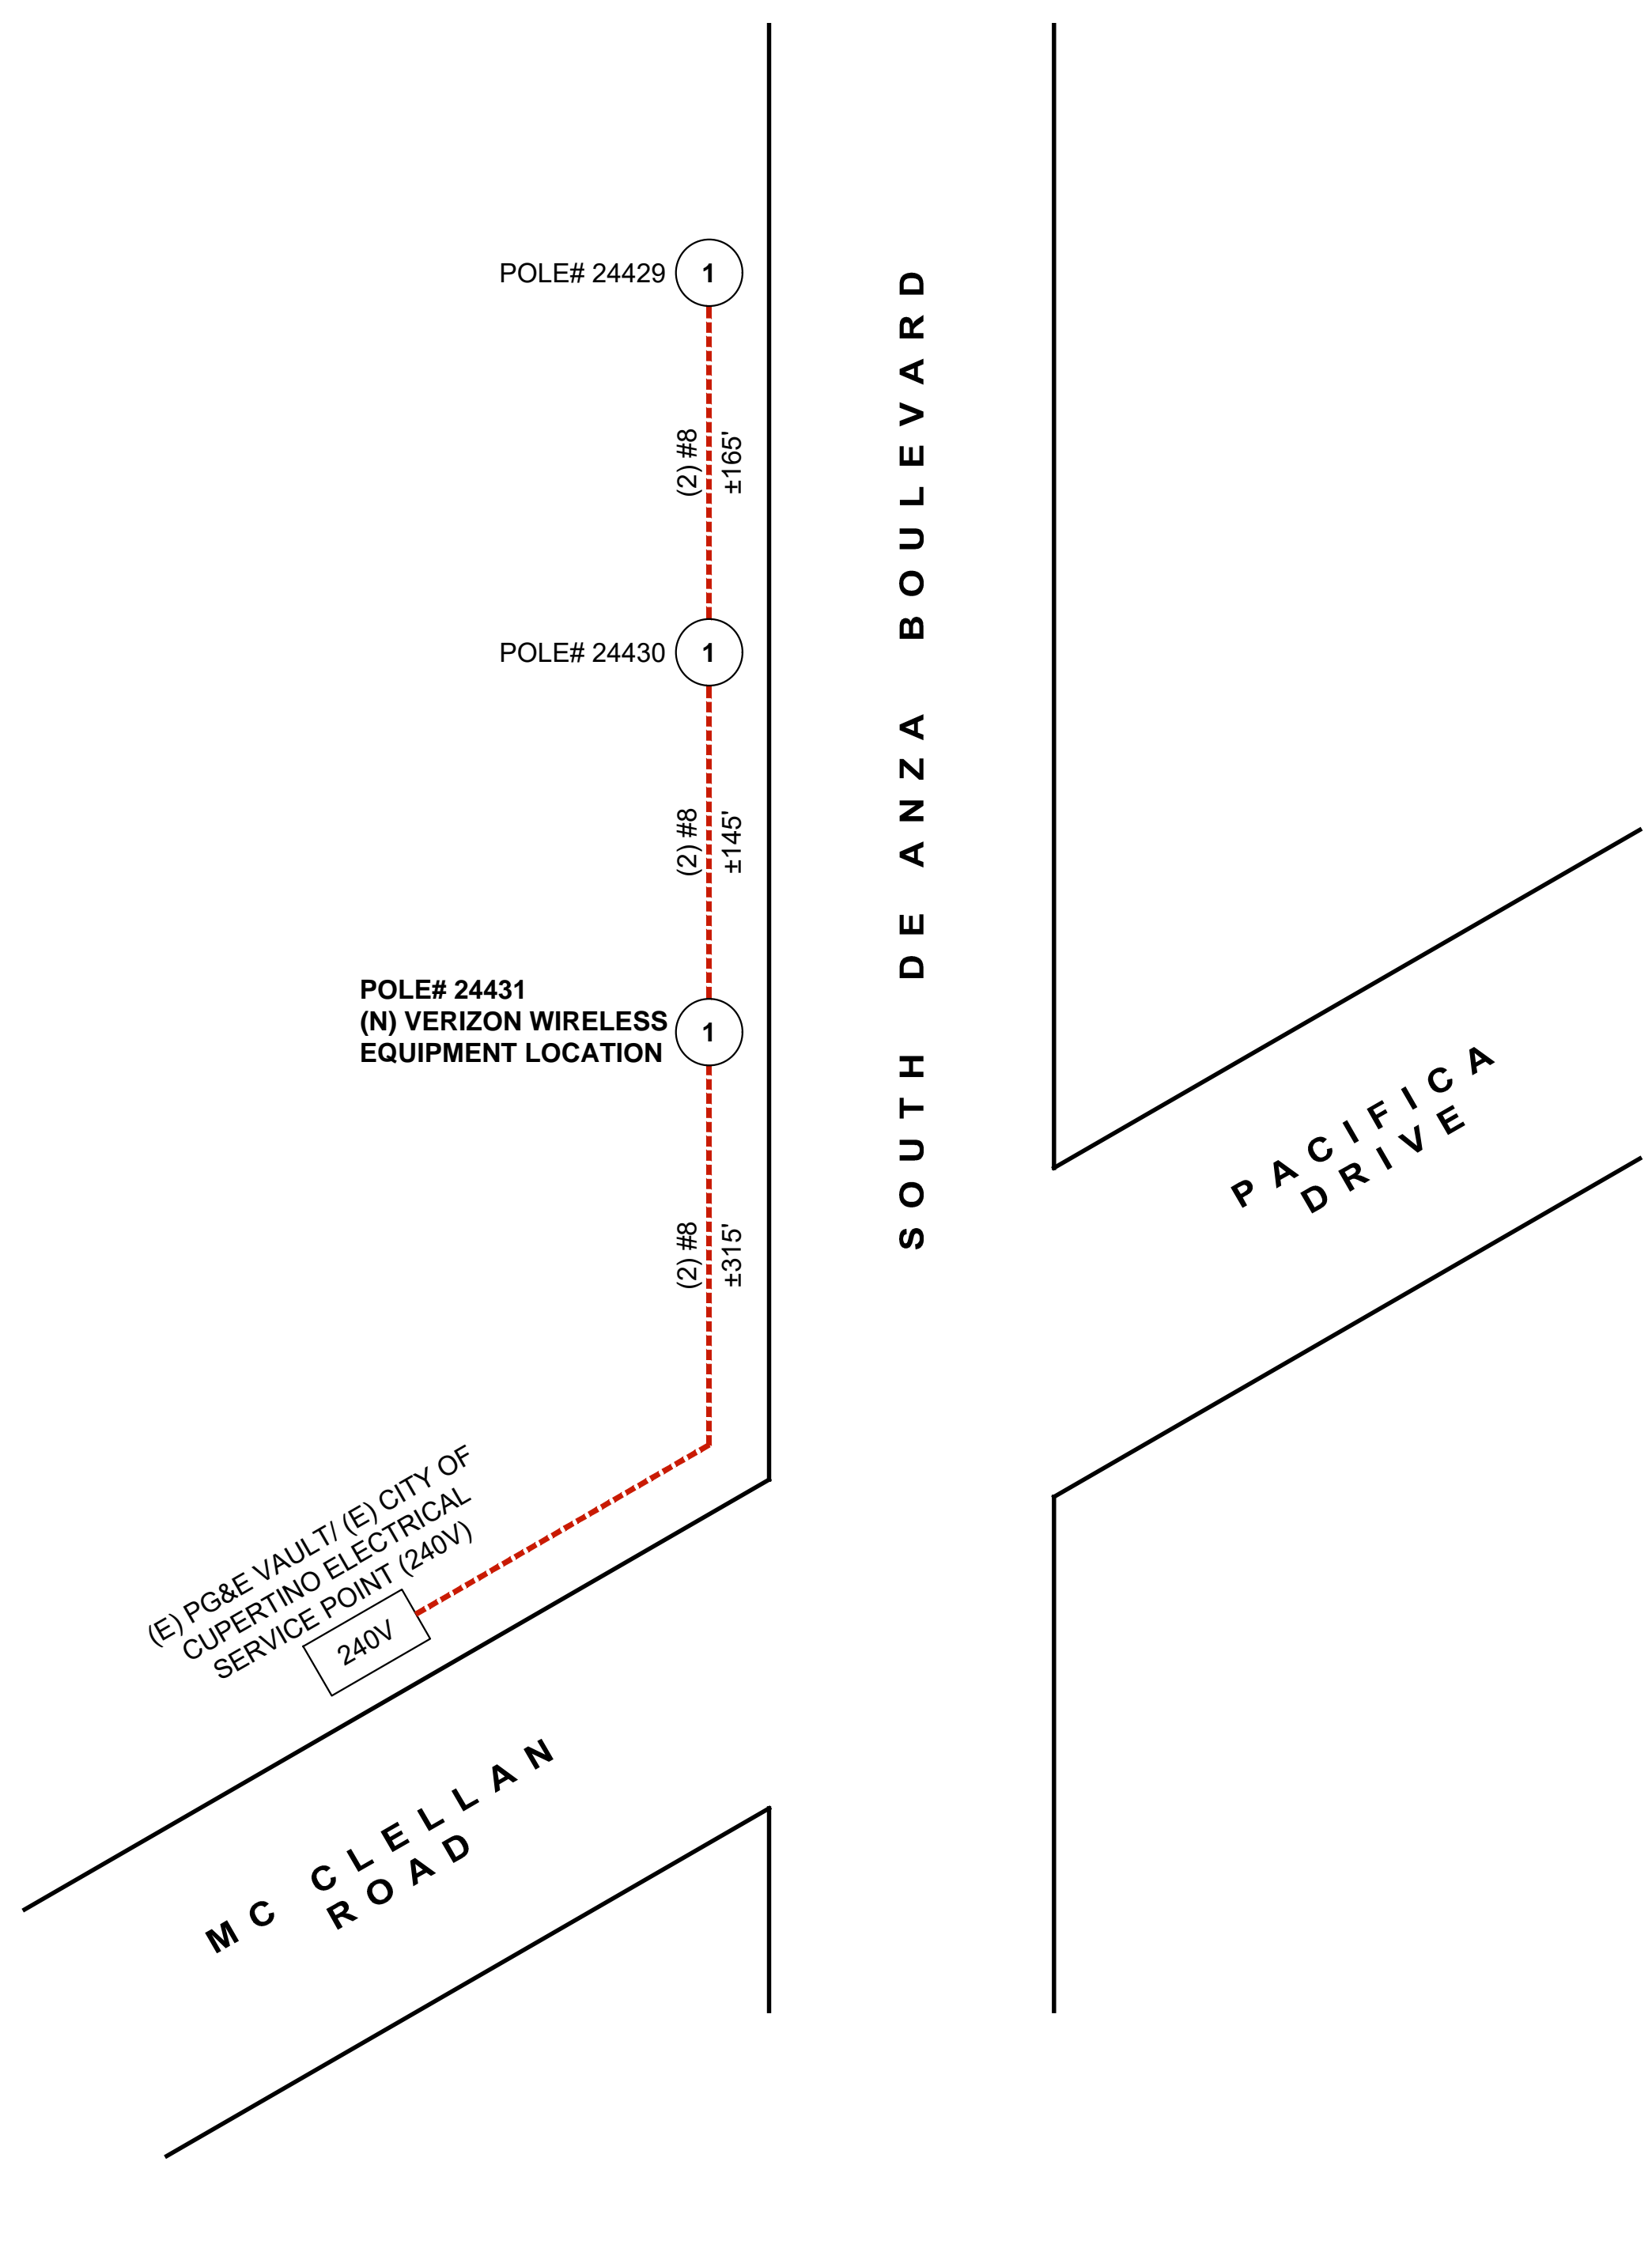 POLE# 24429
1
(2) #8
±165'
POLE# 24430
1
(2) #8
±145'
POLE# 24431
(N) VERIZON WIRELESS
EQUIPMENT LOCATION
1
(2) #8
±315'
SOUTH DE ANZA BOULEVARD
PACIFICA
DRIVE
(E) PG&E VAULT/ (E) CITY OF
CUPERTINO ELECTRICAL
SERVICE POINT (240V)
240V
MC CLELLAN
ROAD